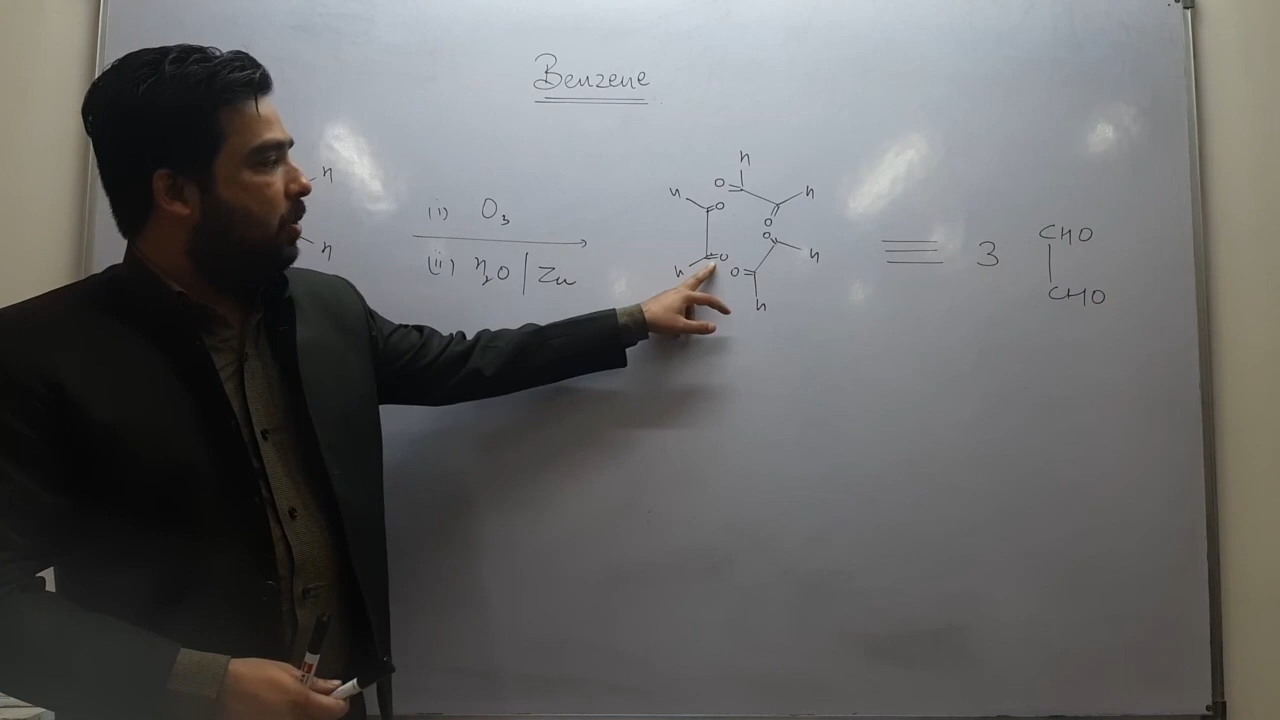 Benzene
H
H
(i) O₃
(ii) H₂O | Zn
H
H O
O
H
O
O
H
O
H
O
H
≡ 3
CHO
CHO